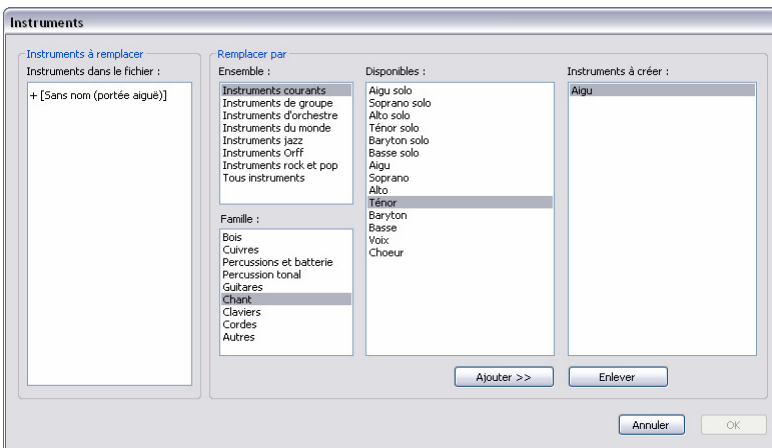 Instruments
Instruments à remplacer
Instruments dans le fichier :
+ [Sans nom (portée aiguë)]
Remplacer par
Ensemble :
Instruments courants
Instruments de groupe
Instruments d'orchestre
Instruments du monde
Instruments jazz
Instruments Orff
Instruments rock et pop
Tous instruments
Famille :
Bois
Cuivres
Percussions et batterie
Percussion tonal
Guitares
Chant
Claviers
Cordes
Autres
Disponibles :
Aigu solo
Soprano solo
Alto solo
Ténor solo
Baryton solo
Basse solo
Aigu
Soprano
Alto
Ténor
Baryton
Basse
Voix
Choeur
Instruments à créer :
Aigu
Ajouter >>
Enlever
Annuler
OK